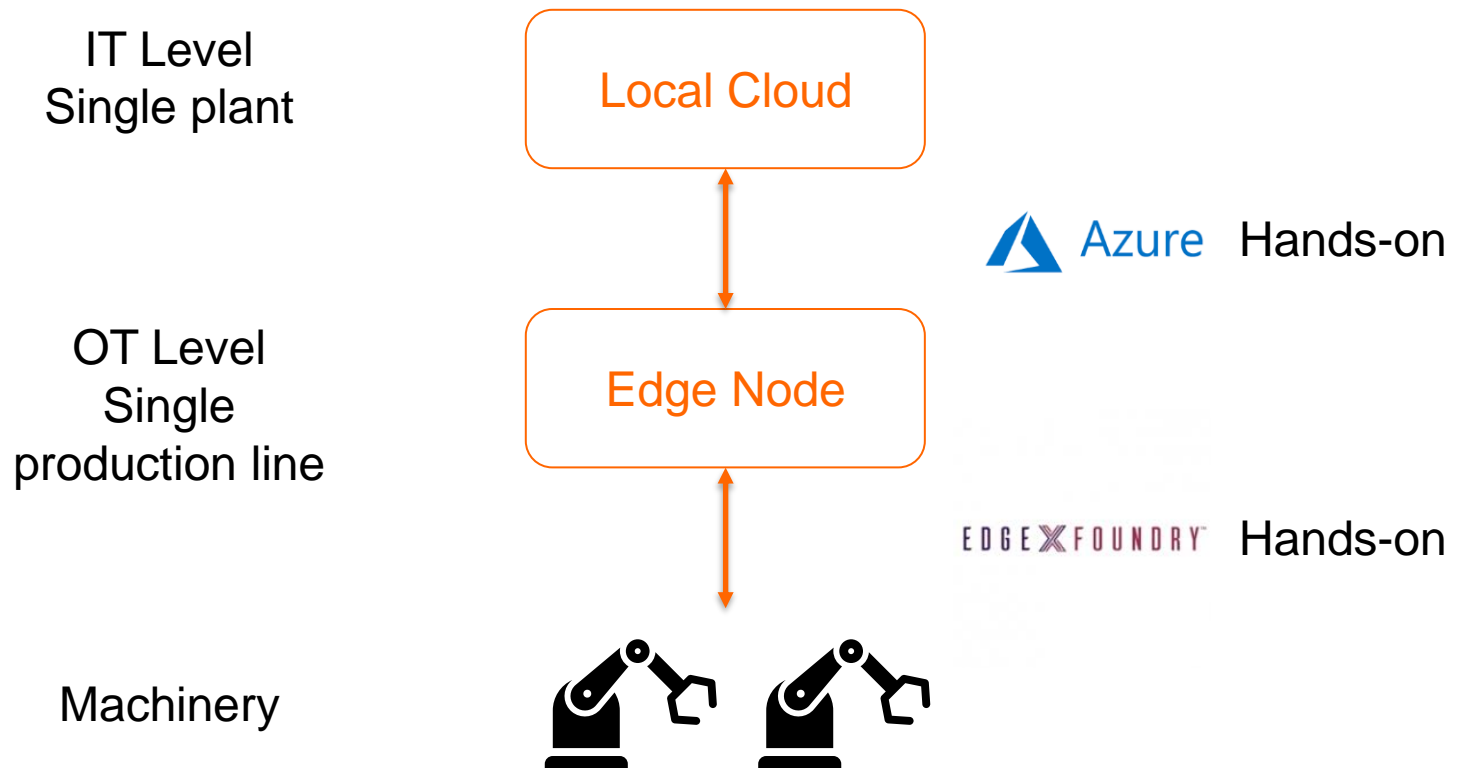 IT Level
Single plant
Local Cloud
Azure Hands-on
OT Level
Single
production line
Edge Node
EDGE X FOUNDRY™ Hands-on
Machinery